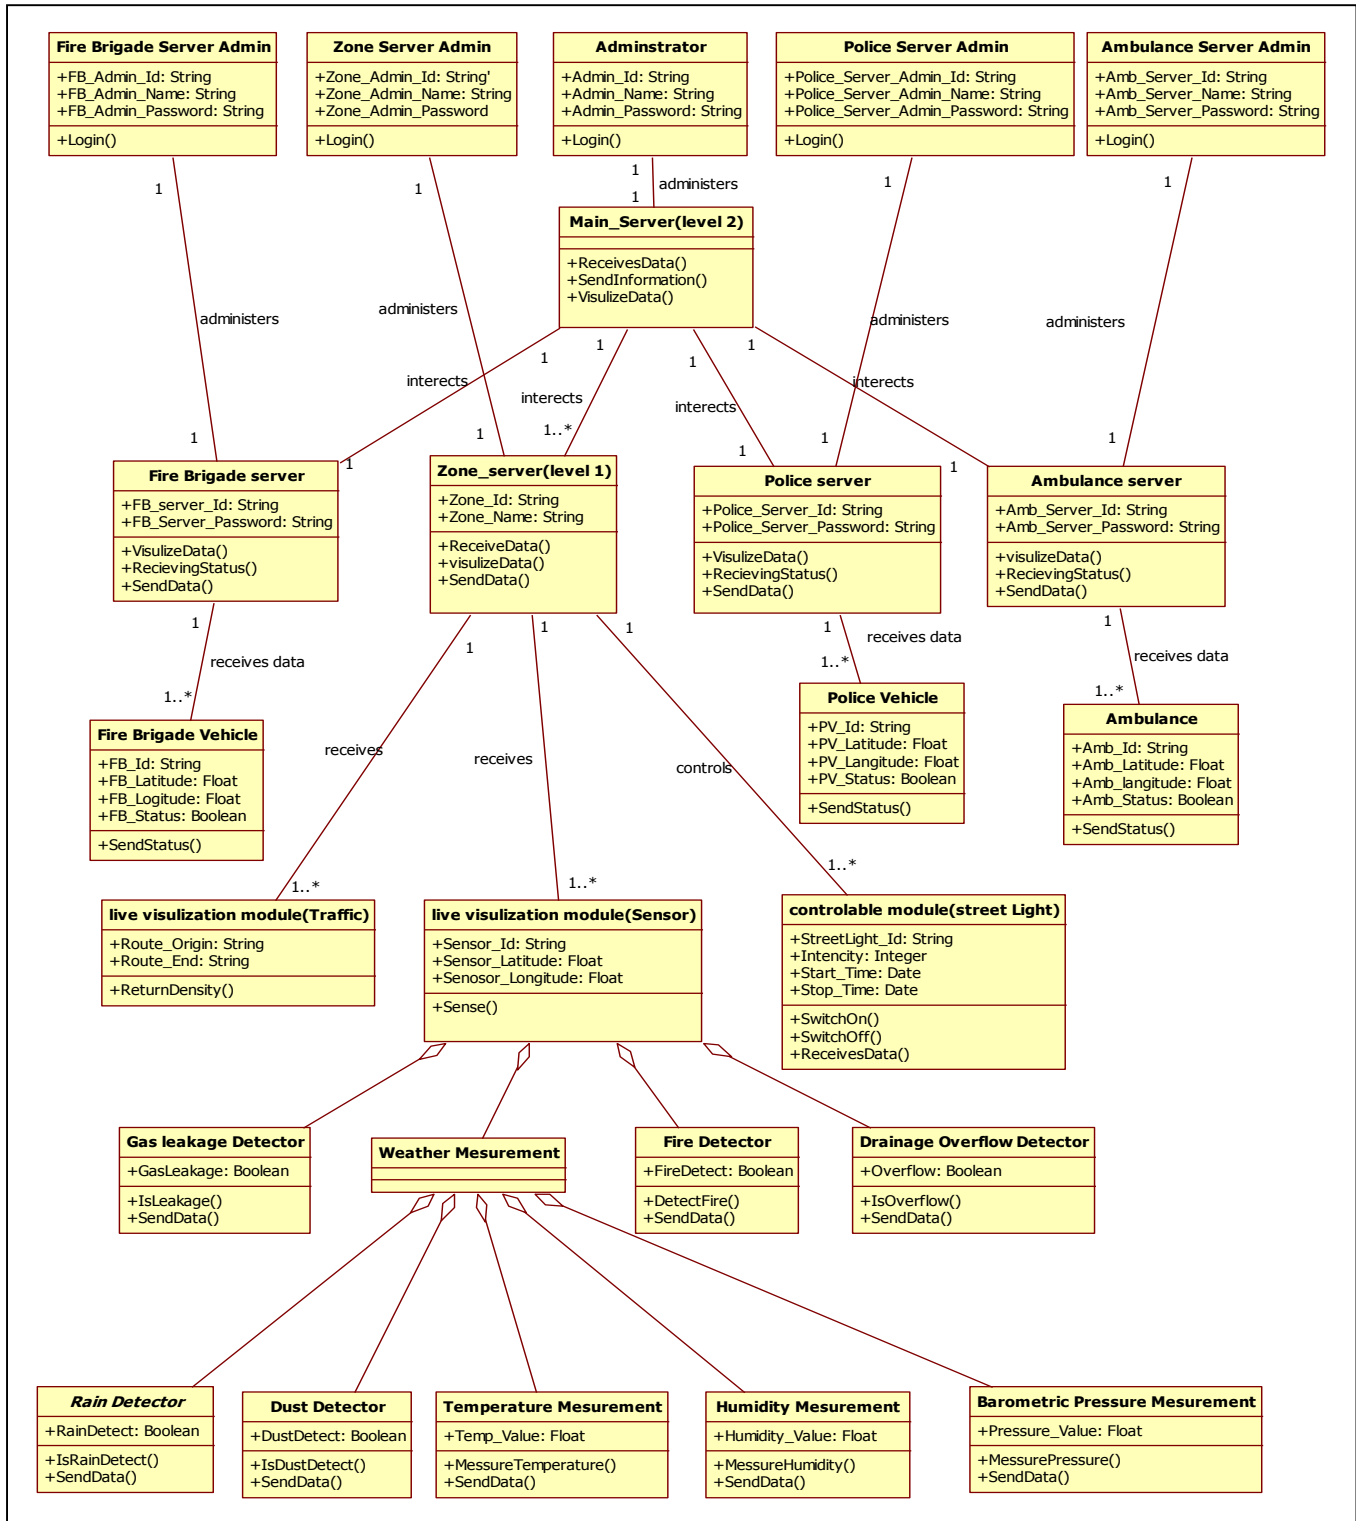 Fire Brigade Server Admin
+FB_Admin_Id: String
+FB_Admin_Name: String
+FB_Admin_Password: String
+Login()
Zone Server Admin
+Zone_Admin_Id: String'
+Zone_Admin_Name: String
+Zone_Admin_Password
+Login()
Adminstrator
+Admin_Id: String
+Admin_Name: String
+Admin_Password: String
+Login()
Police Server Admin
+Police_Server_Admin_Id: String
+Police_Server_Admin_Name: String
+Police_Server_Admin_Password: String
+Login()
Ambulance Server Admin
+Amb_Server_Id: String
+Amb_Server_Name: String
+Amb_Server_Password: String
+Login()
1
1
1
administers
1
1
1
Main_Server(level 2)
+ReceivesData()
+SendInformation()
+VisulizeData()
administers
administers
administers
administers
1
1
1
1
interects
interects
interects
interects
1
1
1..*
1
1
1
1
1
1
Fire Brigade server
+FB_server_Id: String
+FB_Server_Password: String
+VisulizeData()
+RecievingStatus()
+SendData()
Zone_server(level 1)
+Zone_Id: String
+Zone_Name: String
+ReceiveData()
+visulizeData()
+SendData()
Police server
+Police_Server_Id: String
+Police_Server_Password: String
+VisulizeData()
+RecievingStatus()
+SendData()
Ambulance server
+Amb_Server_Id: String
+Amb_Server_Password: String
+visulizeData()
+RecievingStatus()
+SendData()
1
receives data
1..*
1
1
1
1
receives data
1..*
1
receives data
1..*
Fire Brigade Vehicle
+FB_Id: String
+FB_Latitude: Float
+FB_Logitude: Float
+FB_Status: Boolean
+SendStatus()
Police Vehicle
+PV_Id: String
+PV_Latitude: Float
+PV_Langitude: Float
+PV_Status: Boolean
+SendStatus()
Ambulance
+Amb_Id: String
+Amb_Latitude: Float
+Amb_langitude: Float
+Amb_Status: Boolean
+SendStatus()
receives
receives
controls
1..*
1..*
1..*
live visulization module(Traffic)
+Route_Origin: String
+Route_End: String
+ReturnDensity()
live visulization module(Sensor)
+Sensor_Id: String
+Sensor_Latitude: Float
+Senosor_Longitude: Float
+Sense()
controlable module(street Light)
+StreetLight_Id: String
+Intencity: Integer
+Start_Time: Date
+Stop_Time: Date
+SwitchOn()
+SwitchOff()
+ReceivesData()
Gas leakage Detector
+GasLeakage: Boolean
+IsLeakage()
+SendData()
Weather Mesurement
Fire Detector
+FireDetect: Boolean
+DetectFire()
+SendData()
Drainage Overflow Detector
+Overflow: Boolean
+IsOverflow()
+SendData()
Rain Detector
+RainDetect: Boolean
+IsRainDetect()
+SendData()
Dust Detector
+DustDetect: Boolean
+IsDustDetect()
+SendData()
Temperature Mesurement
+Temp_Value: Float
+MessureTemperature()
+SendData()
Humidity Mesurement
+Humidity_Value: Float
+MessureHumidity()
+SendData()
Barometric Pressure Mesurement
+Pressure_Value: Float
+MessurePressure()
+SendData()